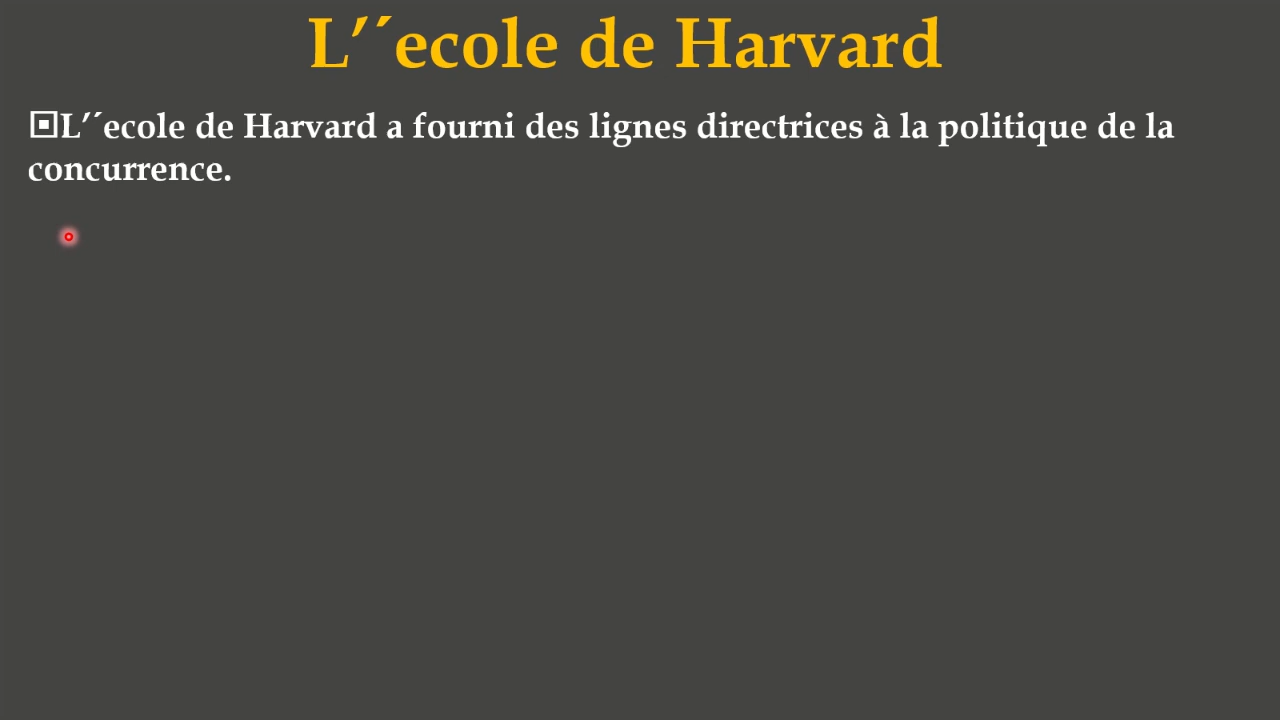 L’´ecole de Harvard
L’´ecole de Harvard a fourni des lignes directrices à la politique de la
concurrence.